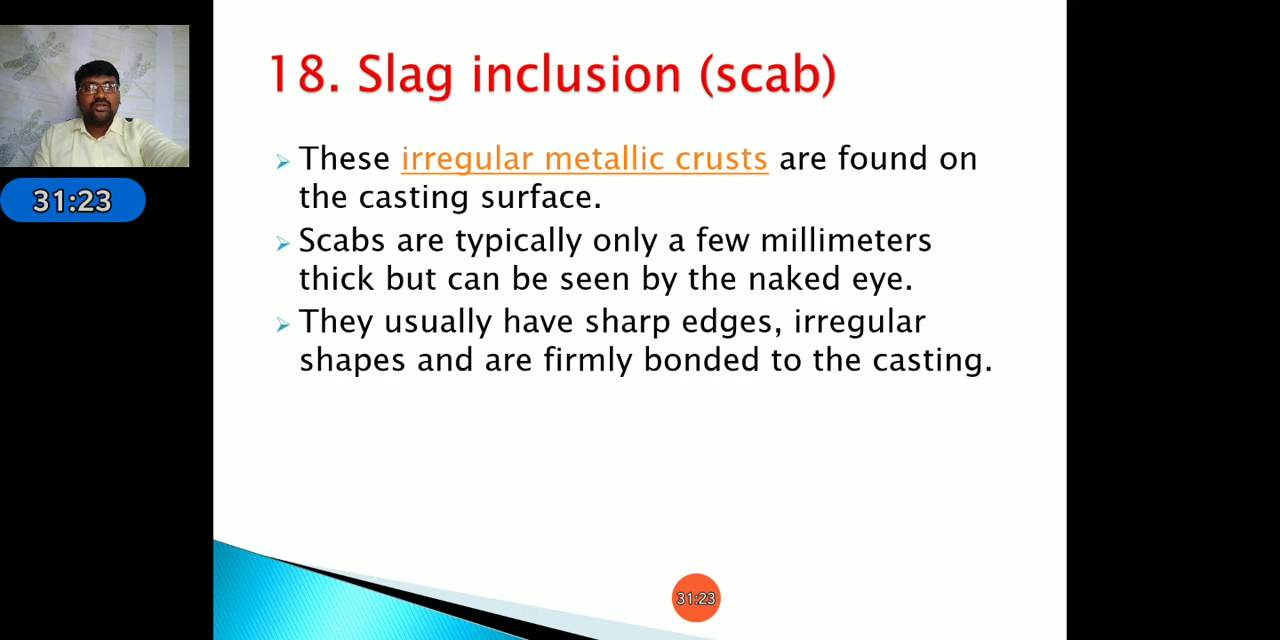 18. Slag inclusion (scab)
These irregular metallic crusts are found on
the casting surface.
Scabs are typically only a few millimeters
thick but can be seen by the naked eye.
They usually have sharp edges, irregular
shapes and are firmly bonded to the casting.
31:23
31:23